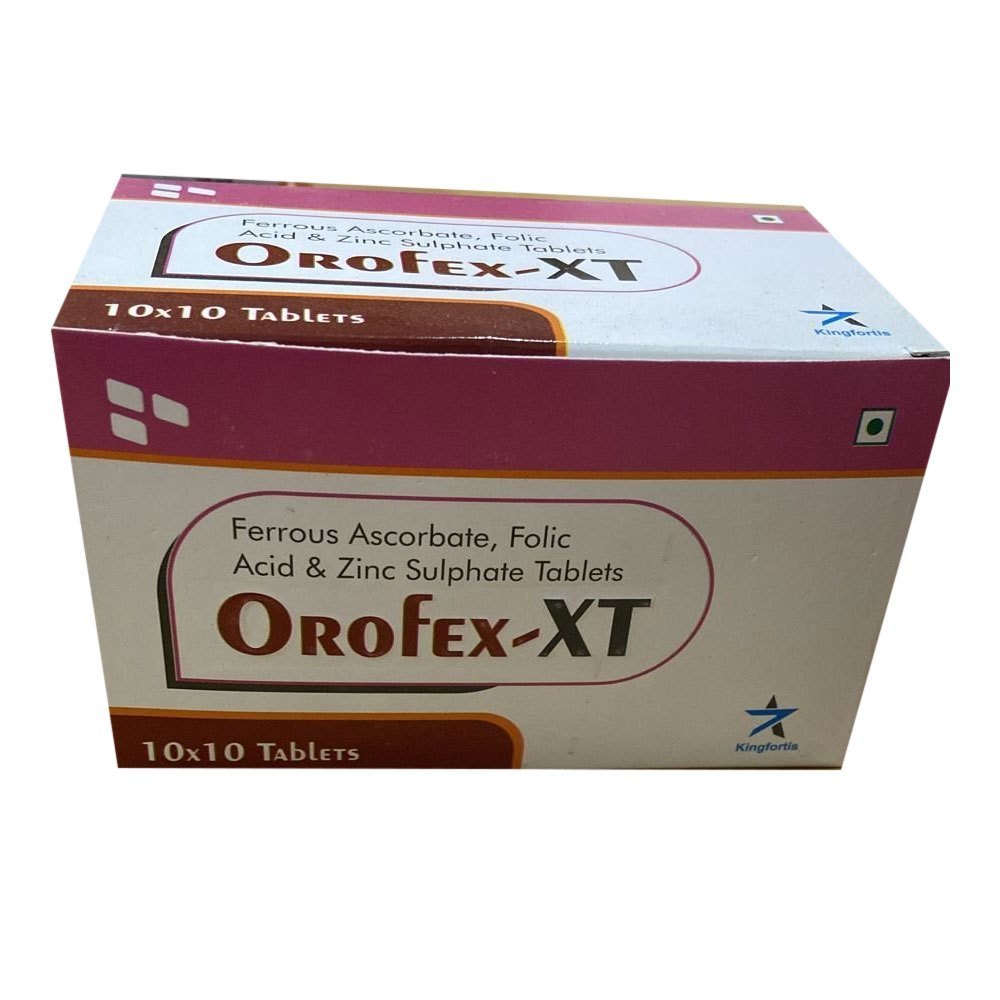 Ferrous Ascorbate, Folic
Acid & Zinc Sulphate Tablets
Orofex-XT
10x10 Tablets
Kingfortis
Ferrous Ascorbate, Folic
Acid & Zinc Sulphate Tablets
Orofex-XT
10x10 Tablets
Kingfortis